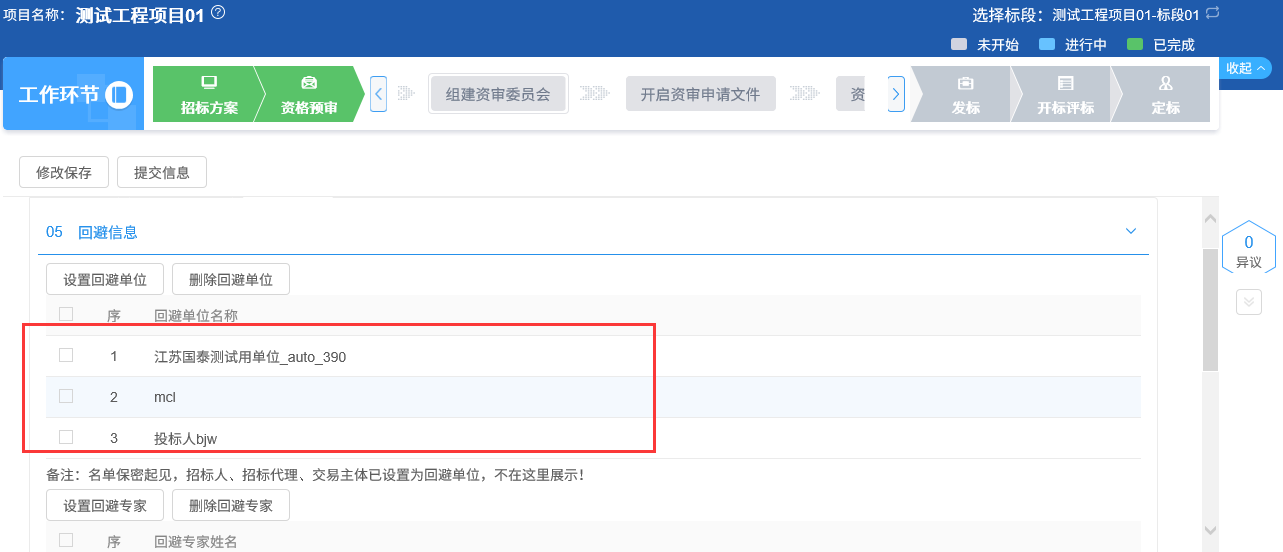 项目名称： 测试工程项目01 ?
选择标段： 测试工程项目01-标段01
未开始 进行中 已完成
工作环节
招标方案
资格预审
组建资审委员会
开启资审申请文件
资
发标
开标评标
定标
收起
修改保存 提交信息
05 回避信息
0
异议
设置回避单位 删除回避单位
序 回避单位名称
1 江苏国泰测试用单位_auto_390
2 mcl
3 投标人bjw
备注：名单保密起见，招标人、招标代理、交易主体已设置为回避单位，不在这里展示！
设置回避专家 删除回避专家
序 回避专家姓名